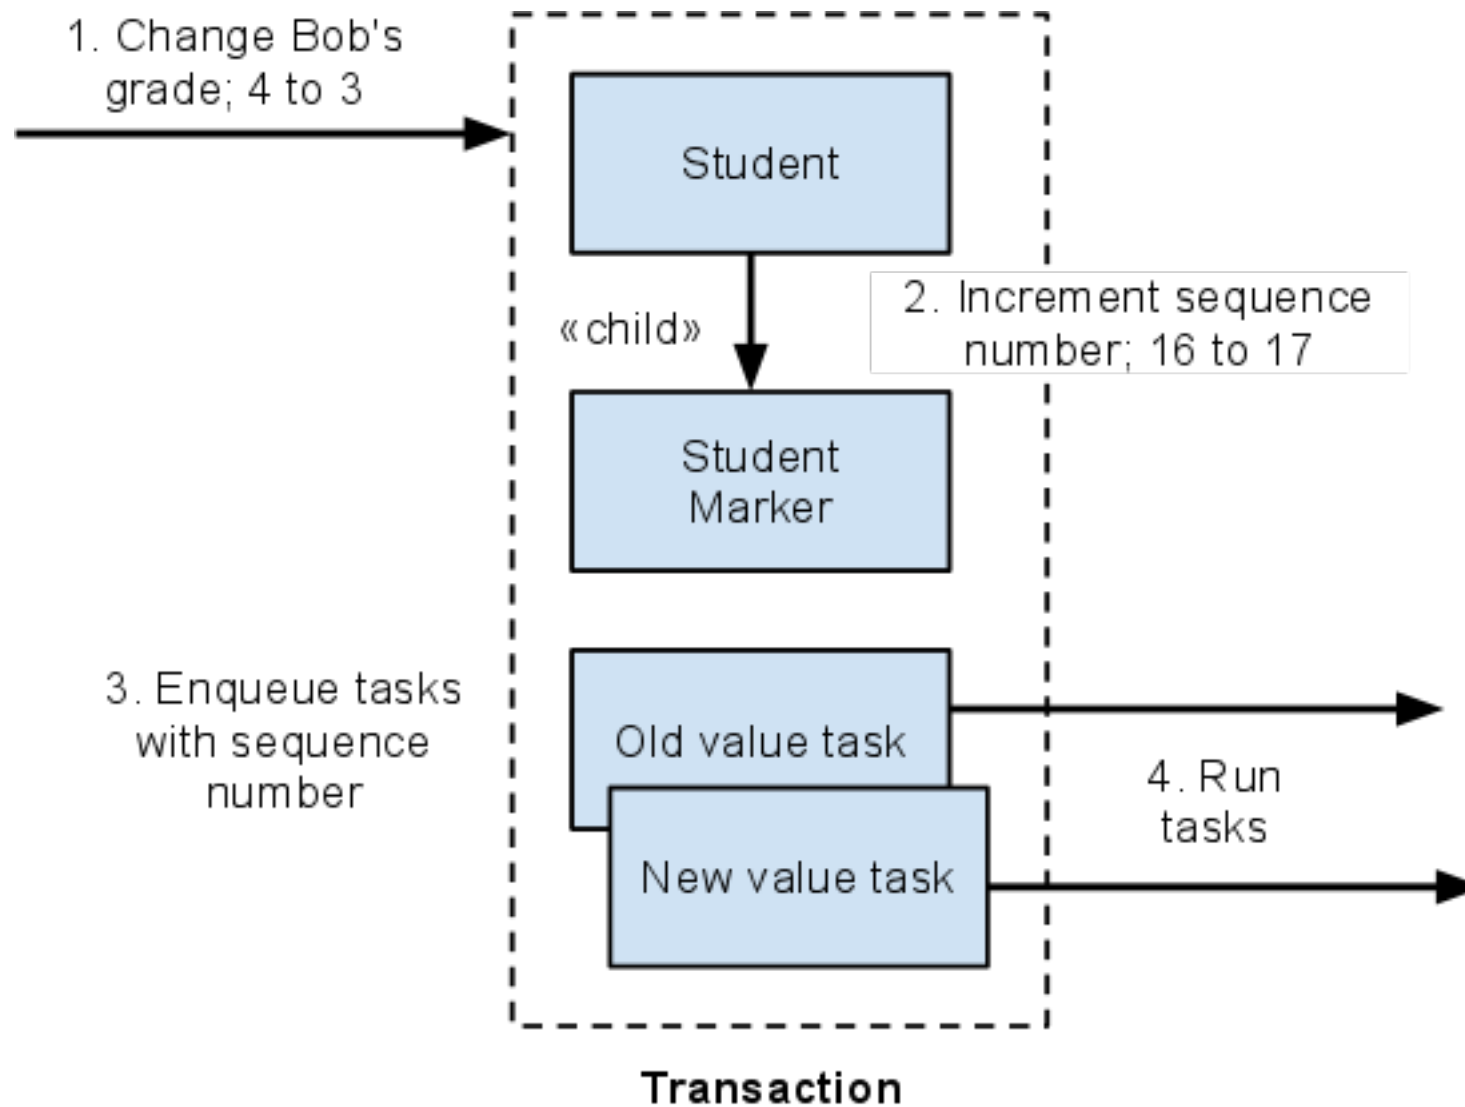 1. Change Bob's
grade; 4 to 3
Student
«child»
2. Increment sequence
number; 16 to 17
Student
Marker
3. Enqueue tasks
with sequence
number
Old value task
New value task
4. Run
tasks
Transaction